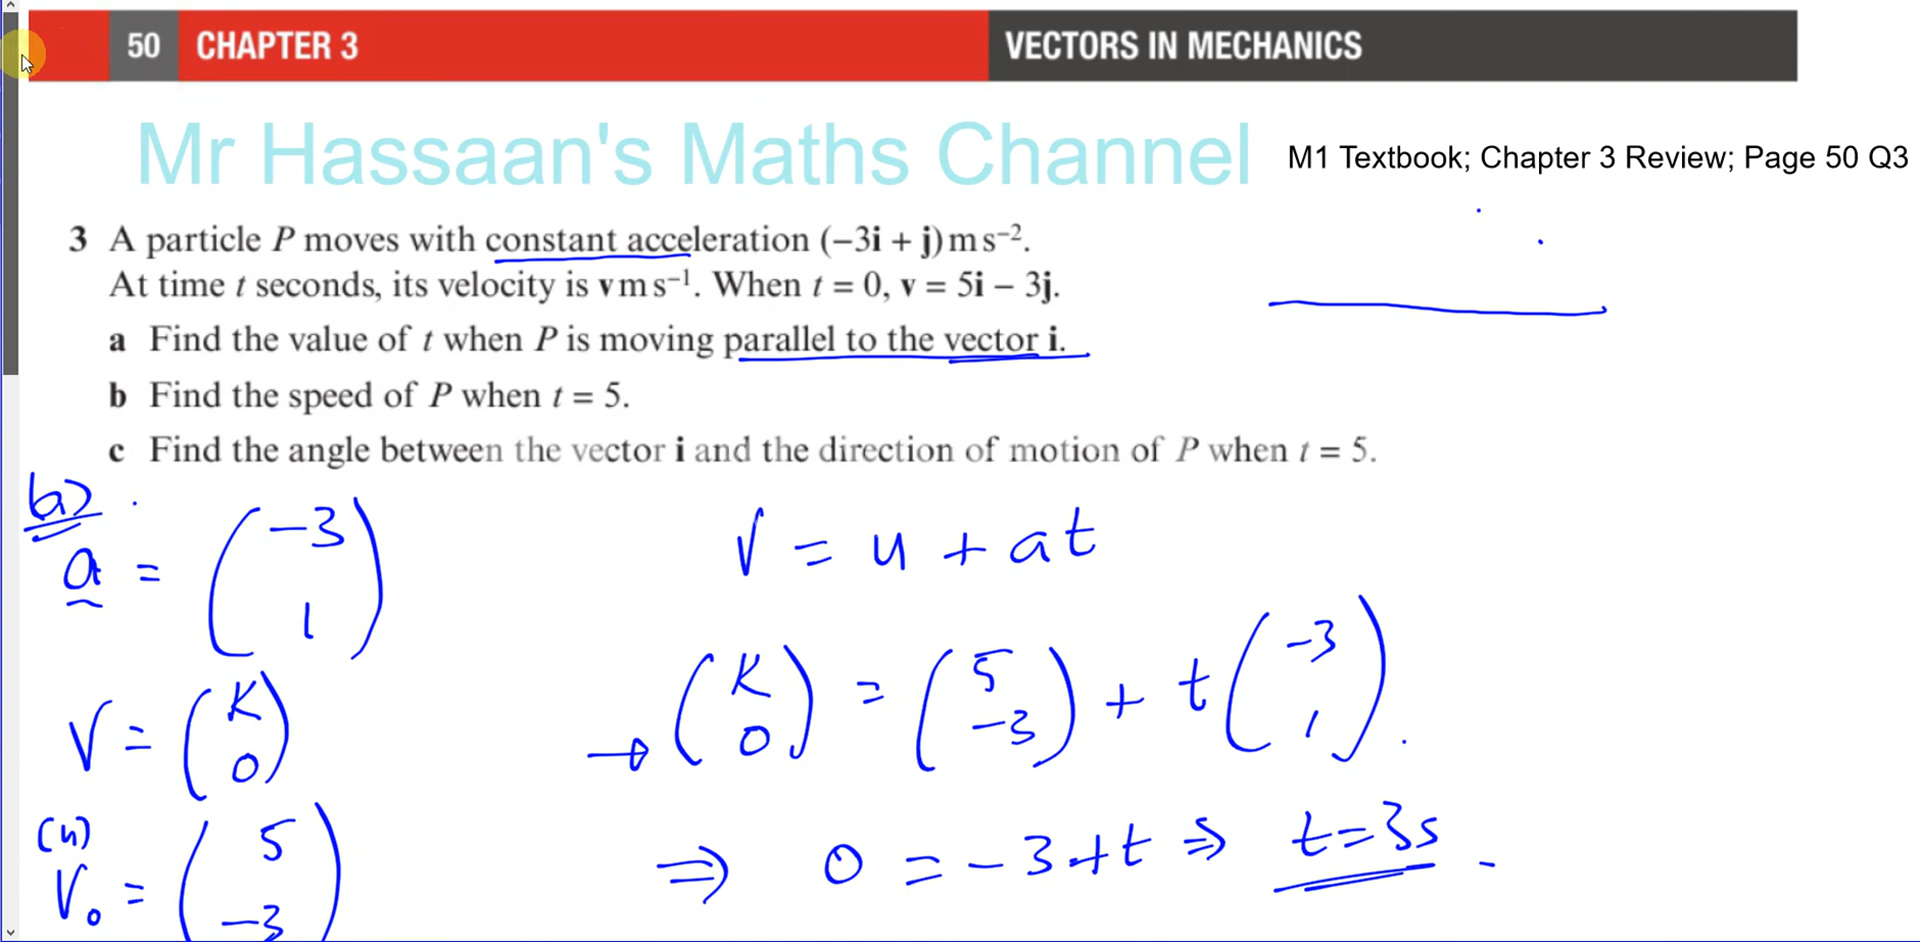 50 CHAPTER 3 VECTORS IN MECHANICS
Mr Hassaan's Maths Channel
M1 Textbook; Chapter 3 Review; Page 50 Q3
3 A particle P moves with constant acceleration (−3i + j) m s⁻².
At time t seconds, its velocity is v m s⁻¹. When t = 0, v = 5i − 3j.
a Find the value of t when P is moving parallel to the vector i.
b Find the speed of P when t = 5.
c Find the angle between the vector i and the direction of motion of P when t = 5.
a)
a = (−3
1)
V = (K
0)
(u)
V₀ = (5
−3)
V = u + at
→ (K
0) = (5
−3) + t(−3
1).
⇒ 0 = −3+t ⇒ t=3s